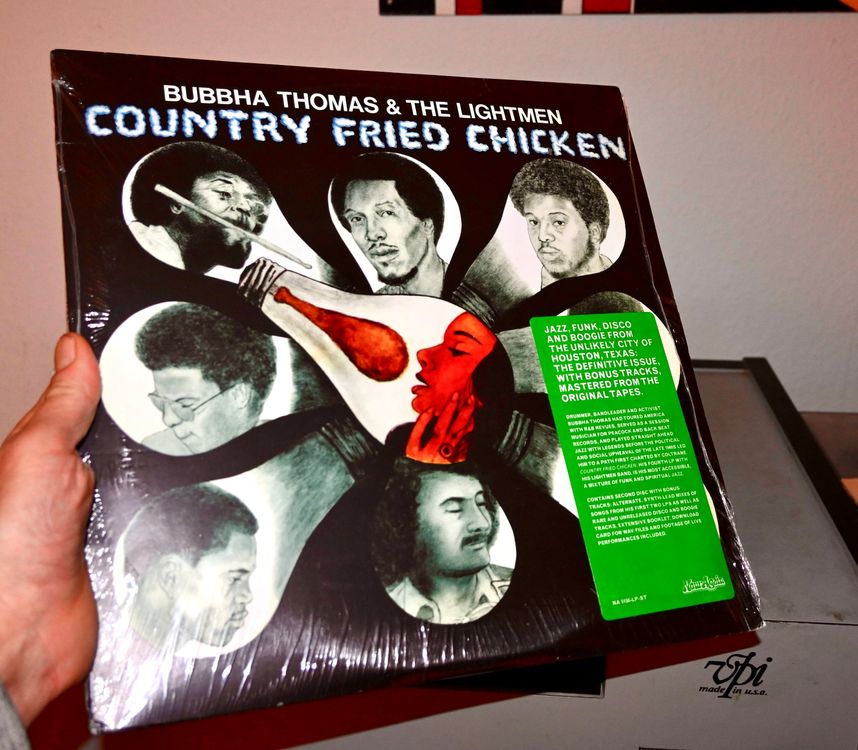 BUBBHA THOMAS & THE LIGHTMEN
COUNTRY FRIED CHICKEN
JAZZ, FUNK, DISCO
AND BOOGIE FROM
THE UNLIKELY CITY OF
HOUSTON, TEXAS:
THE DEFINITIVE ISSUE,
WITH BONUS TRACKS,
MASTERED FROM THE
ORIGINAL TAPES.
DRUMMER, BANDLEADER AND ACTIVIST
BUBBHA THOMAS HAD TOURED AMERICA
WITH R&B REVUES, SERVED AS A SESSION
MUSICIAN FOR PEACOCK AND BACK BEAT
RECORDS, AND PLAYED STRAIGHT AHEAD
JAZZ WITH LEGENDS BEFORE THE POLITICAL
AND SOCIAL UPHEAVAL OF THE LATE 1960S LED
HIM TO A PATH FIRST CHARTED BY COLTRANE.
COUNTRY FRIED CHICKEN, HIS FOURTH LP WITH
HIS LIGHTMEN BAND, IS HIS MOST ACCESSIBLE,
A MIXTURE OF FUNK AND SPIRITUAL JAZZ
CONTAINS SECOND DISC WITH BONUS
TRACKS: ALTERNATE, SYNTH LEAD MIXES OF
SONGS FROM HIS FIRST TWO LPS AS WELL AS
RARE AND UNRELEASED DISCO AND BOOGIE
TRACKS. EXTENSIVE BOOKLET, DOWNLOAD
CARD FOR WAV FILES AND FOOTAGE OF LIVE
PERFORMANCES INCLUDED.
Now-Again
vpi
made in u.s.a.